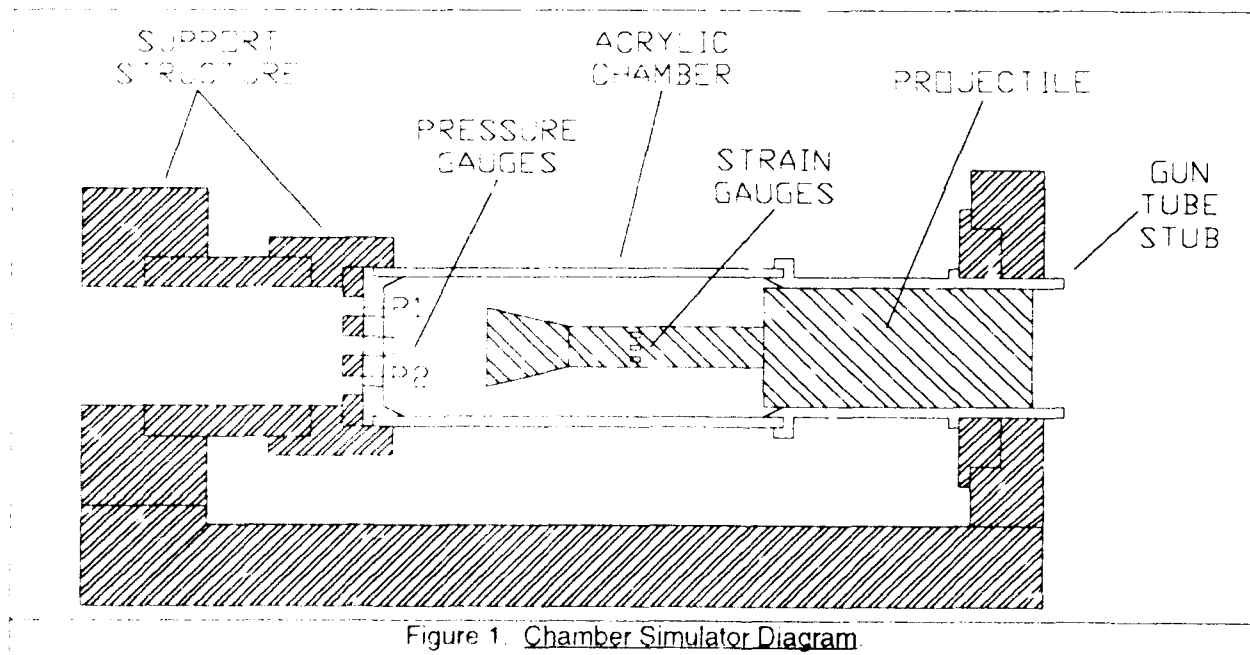 SUPPORT
STRUCTURE
ACRYLIC
CHAMBER
PROJECTILE
PRESSURE
GAUGES
STRAIN
GAUGES
GUN
TUBE
STUB
P1
P2
Figure 1. Chamber Simulator Diagram.